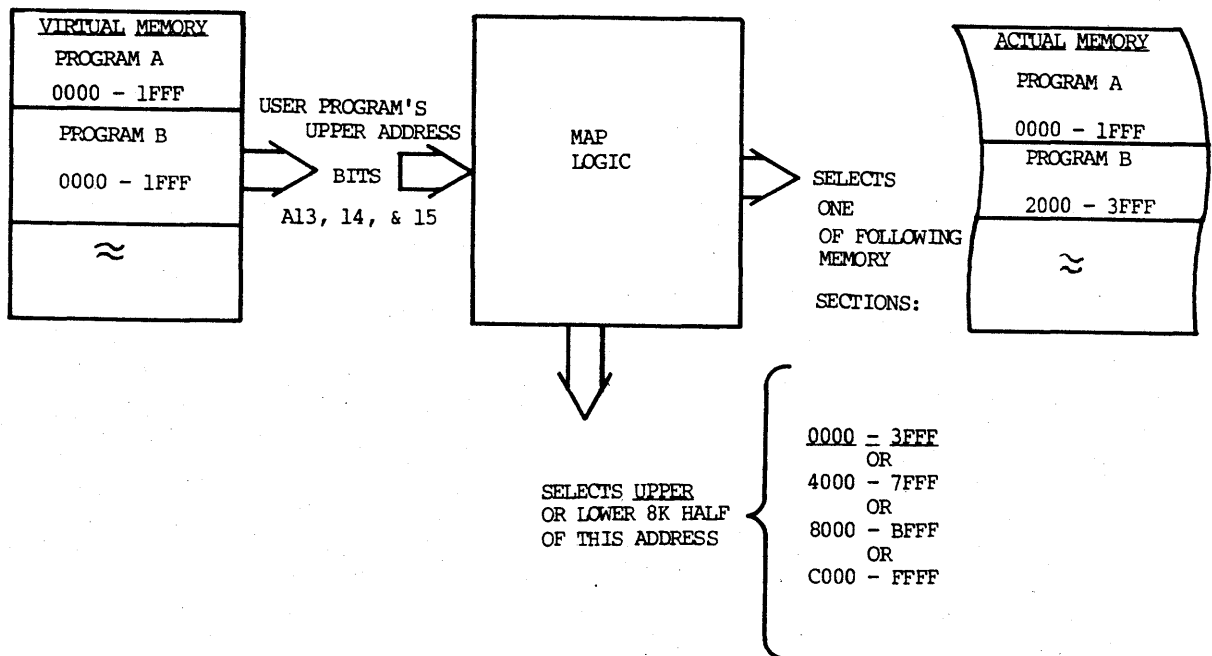 VIRTUAL MEMORY
PROGRAM A
0000 - 1FFF
PROGRAM B
0000 - 1FFF
≈
USER PROGRAM'S
UPPER ADDRESS
BITS
A13, 14, & 15
MAP
LOGIC
SELECTS
ONE
OF FOLLOWING
MEMORY
SECTIONS:
ACTUAL MEMORY
PROGRAM A
0000 - 1FFF
PROGRAM B
2000 - 3FFF
≈
SELECTS UPPER
OR LOWER 8K HALF
OF THIS ADDRESS
0000 - 3FFF
OR
4000 - 7FFF
OR
8000 - BFFF
OR
C000 - FFFF